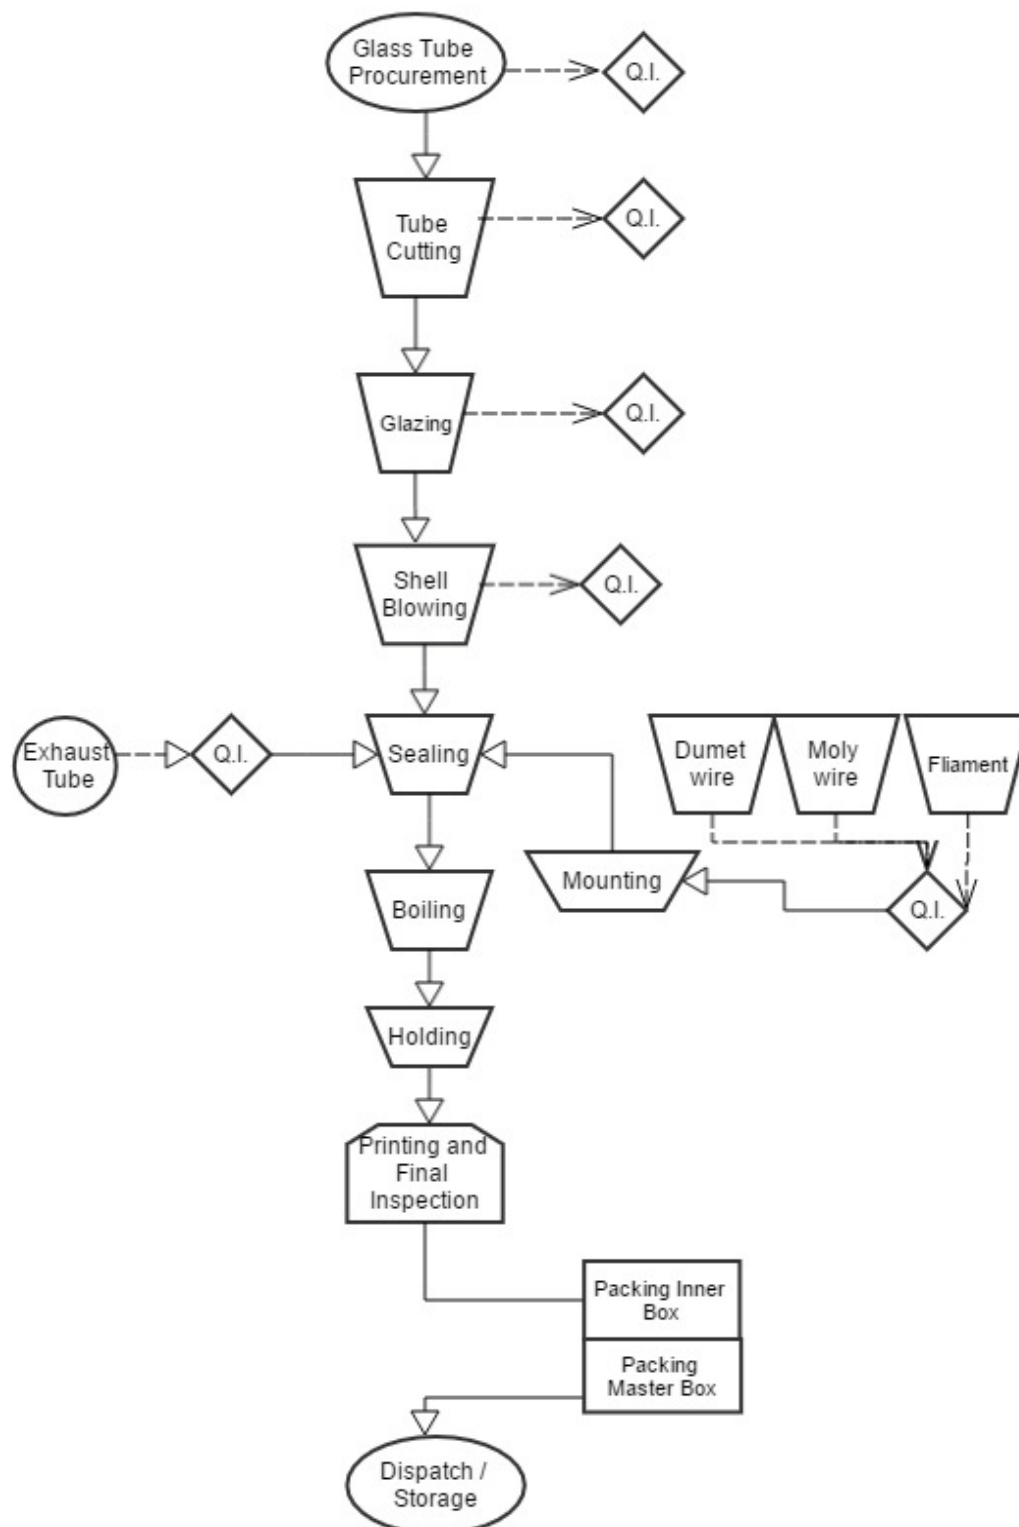 Glass Tube
Procurement
Q.I.
Tube
Cutting
Q.I.
Glazing
Q.I.
Shell
Blowing
Q.I.
Exhaust
Tube
Q.I.
Sealing
Dumet
wire
Moly
wire
Fliament
Mounting
Q.I.
Boiling
Holding
Printing and
Final
Inspection
Packing Inner
Box
Packing
Master Box
Dispatch /
Storage